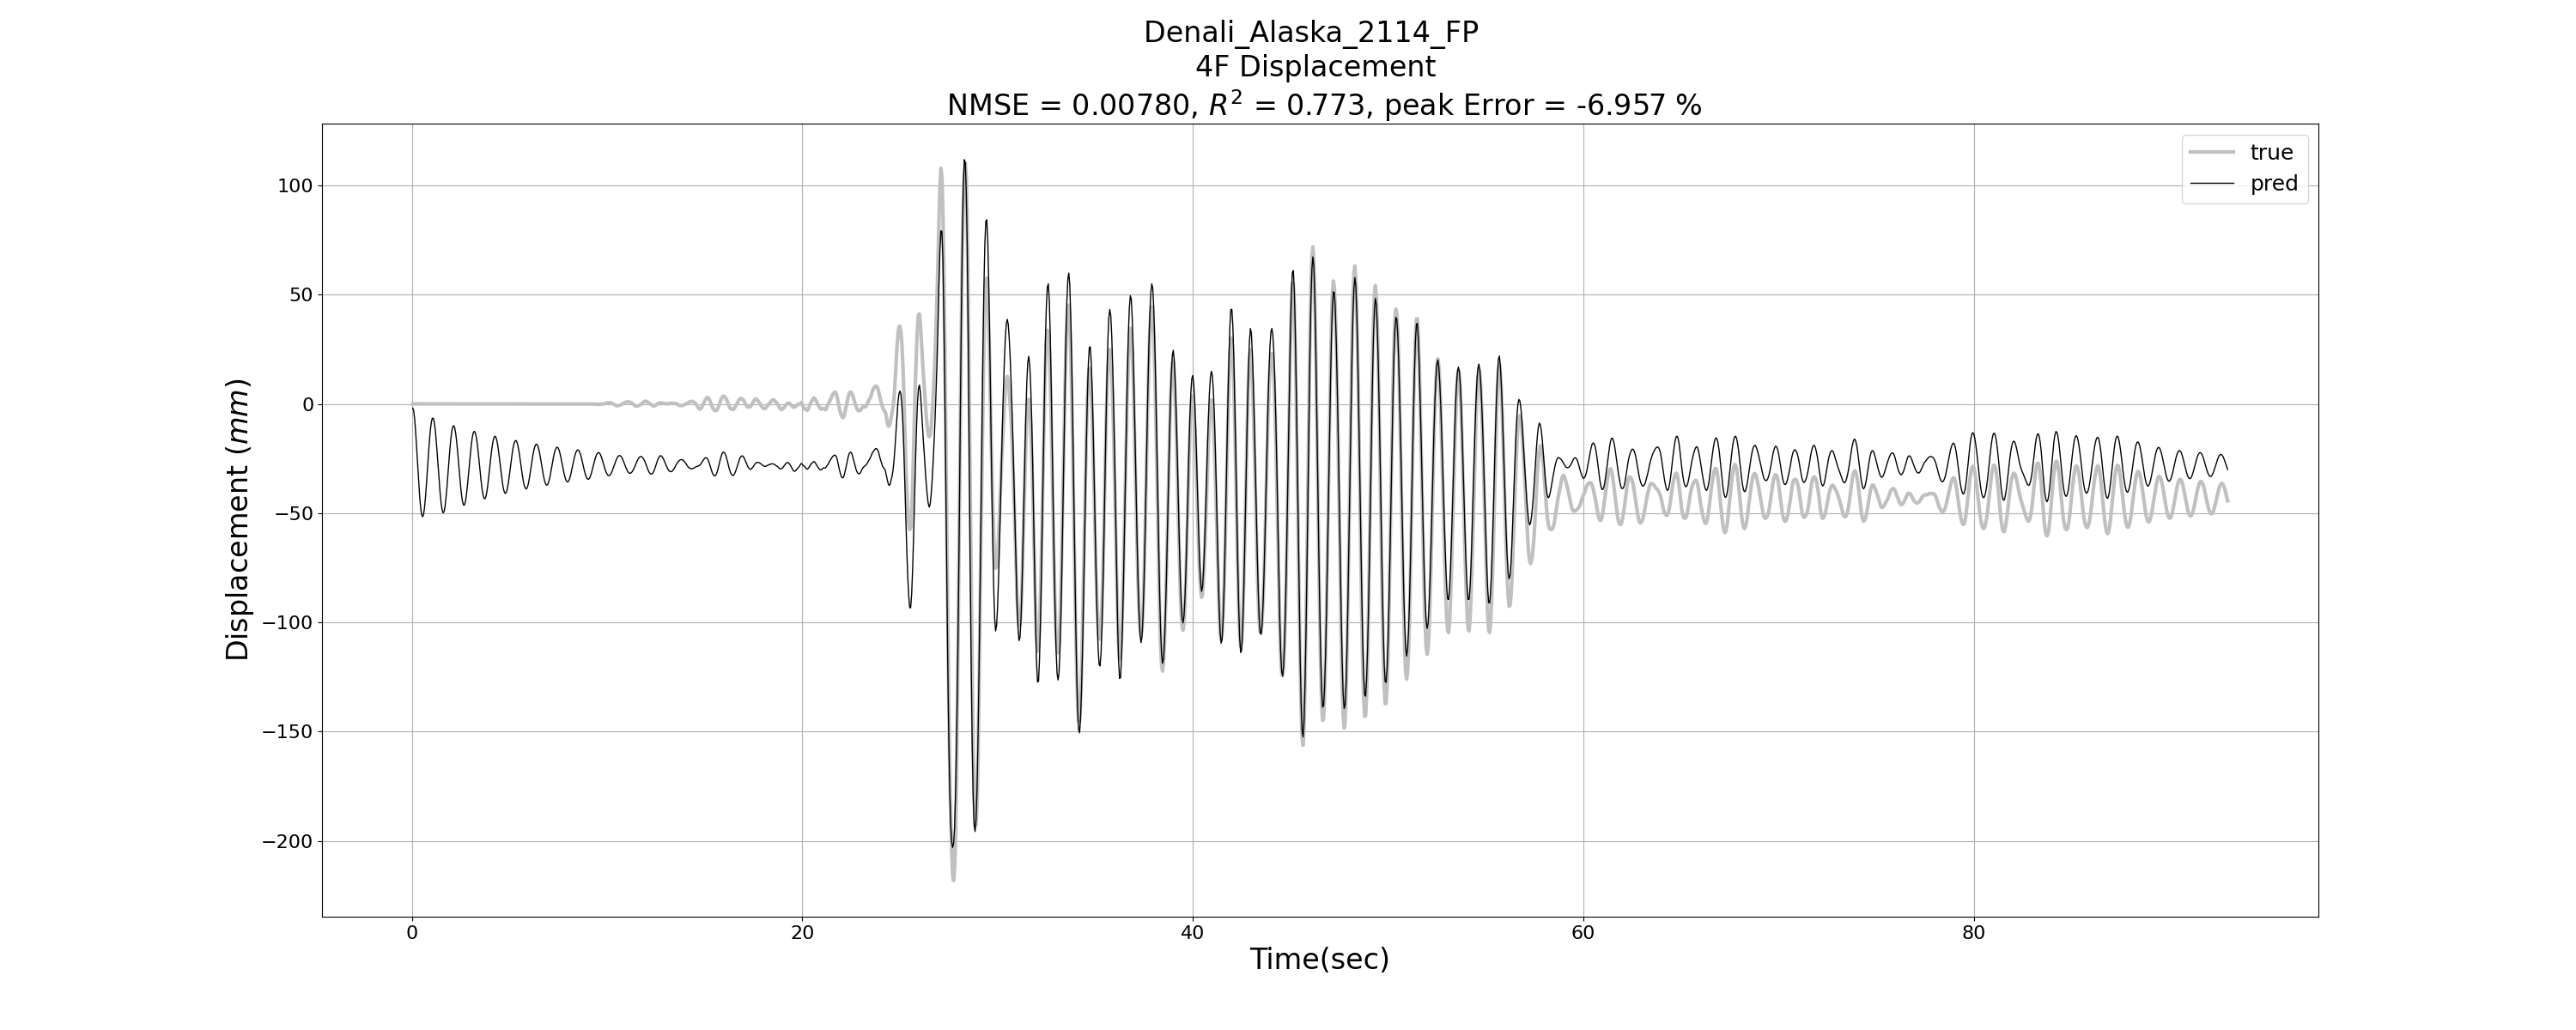 Denali_Alaska_2114_FP
4F Displacement
NMSE = 0.00780, R² = 0.773, peak Error = -6.957 %
true
pred
100
50
0
−50
−100
−150
−200
Displacement (mm)
0 20 40 60 80
Time(sec)